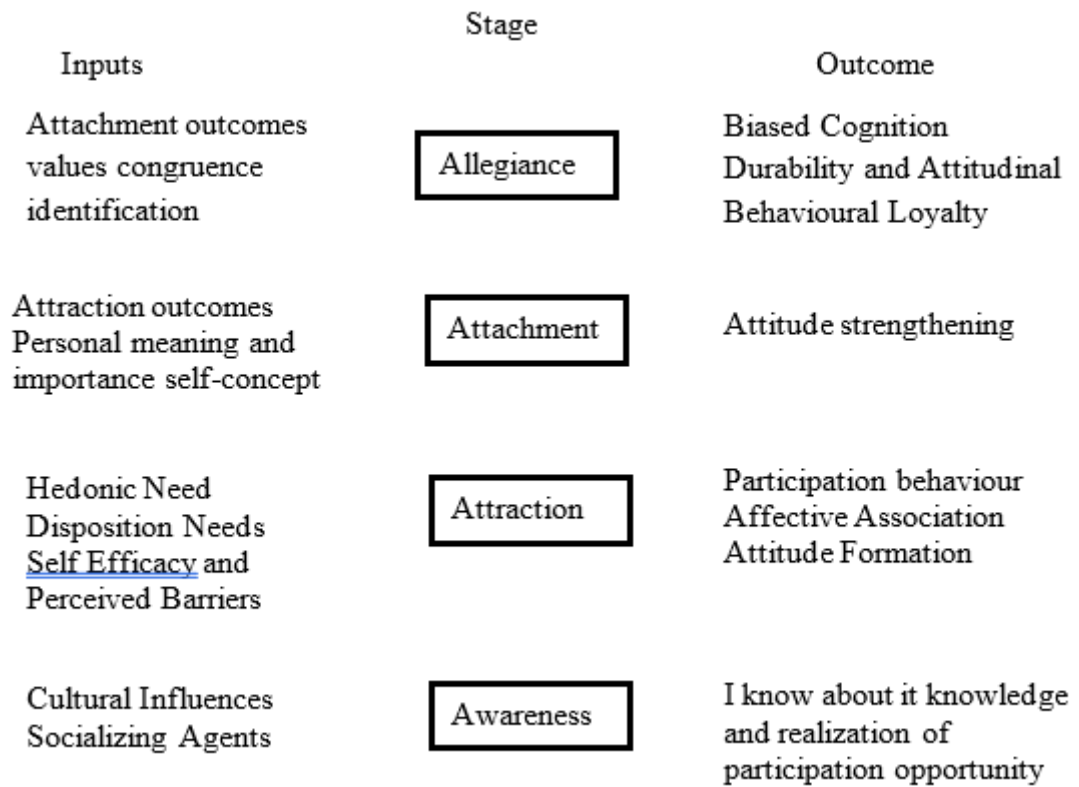 Stage
Inputs
Outcome
Attachment outcomes
values congruence
identification
Allegiance
Biased Cognition
Durability and Attitudinal
Behavioural Loyalty
Attraction outcomes
Personal meaning and
importance self-concept
Attachment
Attitude strengthening
Hedonic Need
Disposition Needs
Self Efficacy and
Perceived Barriers
Attraction
Participation behaviour
Affective Association
Attitude Formation
Cultural Influences
Socializing Agents
Awareness
I know about it knowledge
and realization of
participation opportunity